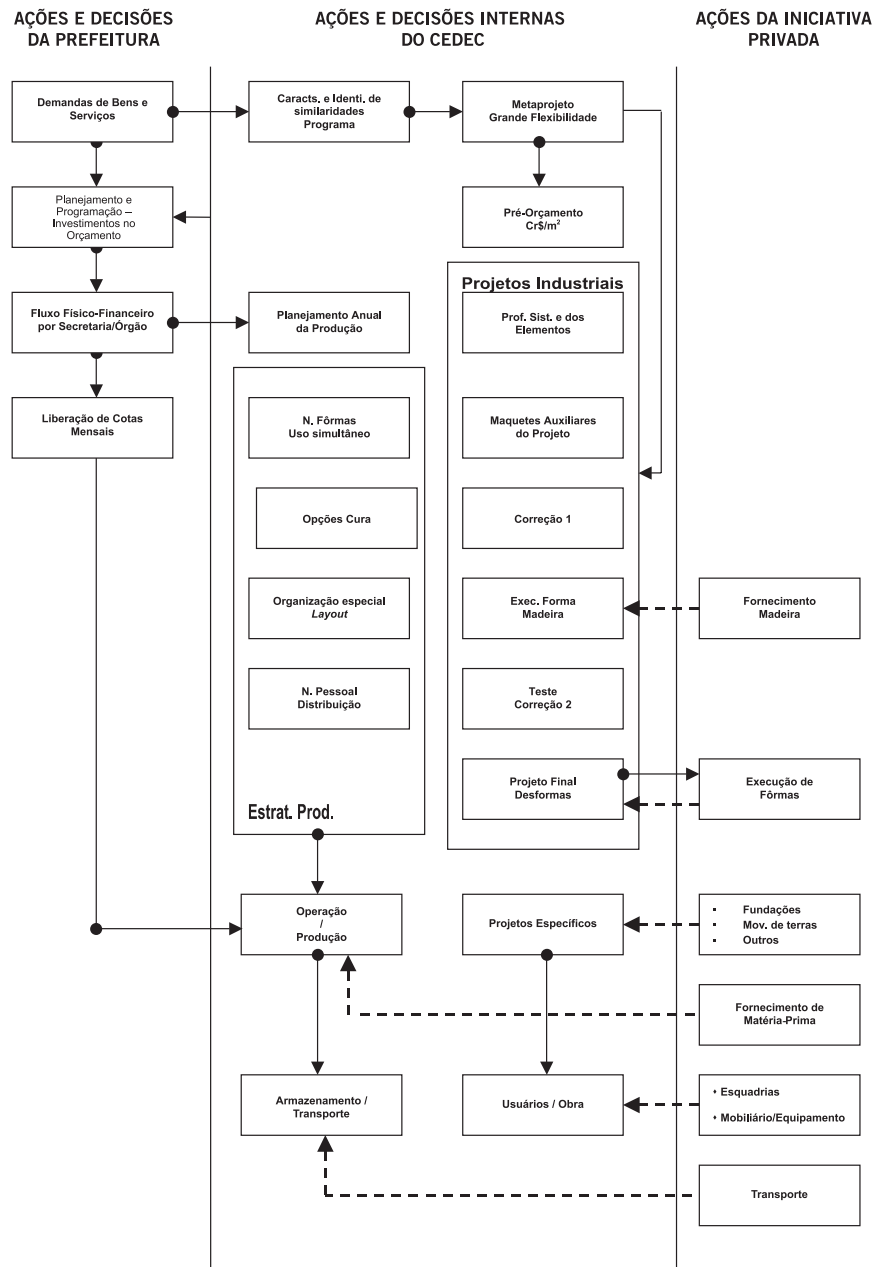 AÇÕES E DECISÕES
DA PREFEITURA
AÇÕES E DECISÕES INTERNAS
DO CEDEC
AÇÕES DA INICIATIVA
PRIVADA
Demandas de Bens e
Serviços
Caracts. e Identi. de
similaridades
Programa
Metaprojeto
Grande Flexibilidade
Planejamento e
Programação –
Investimentos no
Orçamento
Pré-Orçamento
Cr$/m²
Projetos Industriais
Fluxo Físico-Financeiro
por Secretaria/Órgão
Planejamento Anual
da Produção
Prof. Sist. e dos
Elementos
Liberação de Cotas
Mensais
N. Fôrmas
Uso simultâneo
Maquetes Auxiliares
do Projeto
Opções Cura
Correção 1
Organização especial
Layout
Exec. Forma
Madeira
Fornecimento
Madeira
N. Pessoal
Distribuição
Teste
Correção 2
Projeto Final
Desformas
Execução de
Fôrmas
Estrat. Prod.
Operação
/
Produção
Projetos Específicos
▪ Fundações
▪ Mov. de terras
▪ Outros
Fornecimento de
Matéria-Prima
Armazenamento /
Transporte
Usuários / Obra
♦ Esquadrias
♦ Mobiliário/Equipamento
Transporte